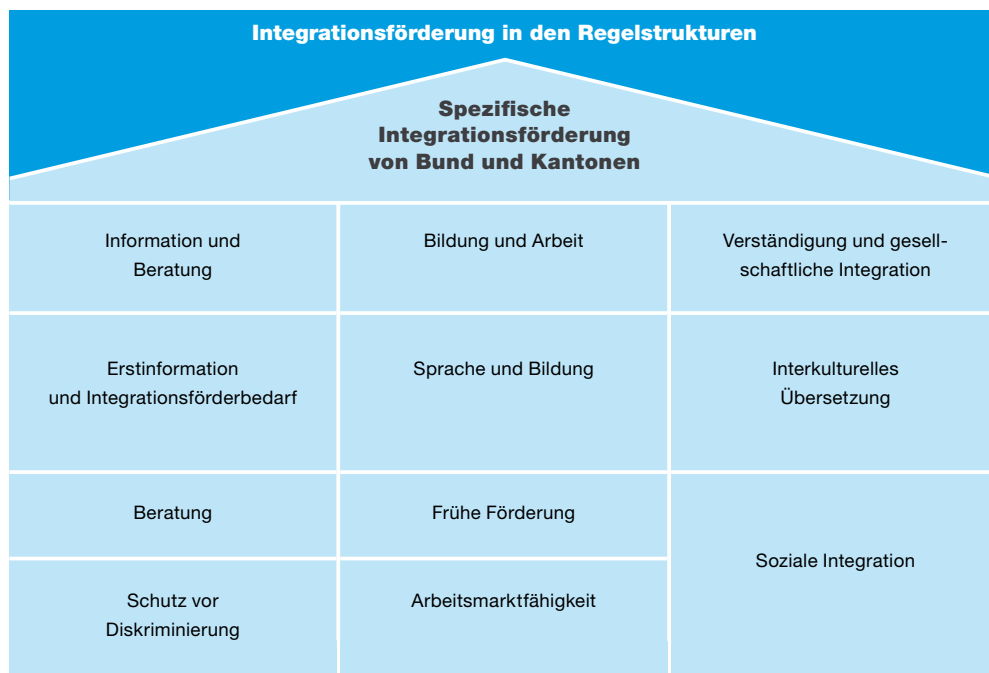 Integrationsförderung in den Regelstrukturen
Spezifische
Integrationsförderung
von Bund und Kantonen
Information und
Beratung
Bildung und Arbeit
Verständigung und gesell-
schaftliche Integration
Erstinformation
und Integrationsförderbedarf
Sprache und Bildung
Interkulturelles
Übersetzung
Beratung
Frühe Förderung
Soziale Integration
Schutz vor
Diskriminierung
Arbeitsmarktfähigkeit